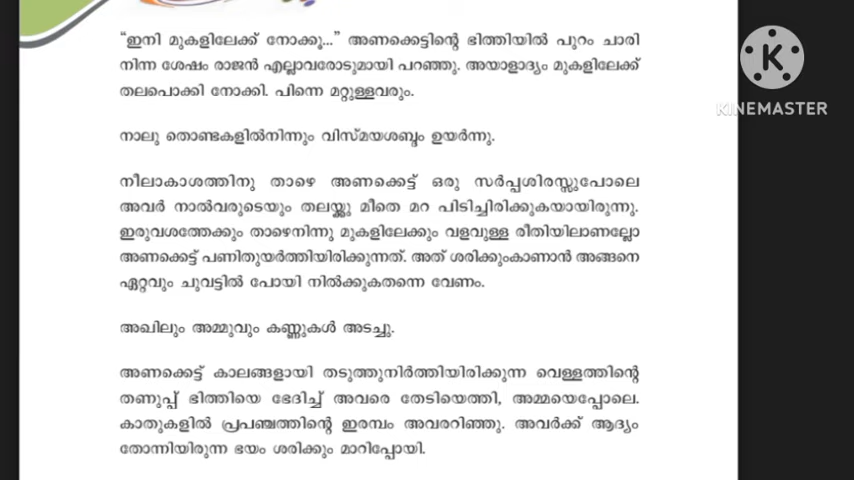 “ഇനി മുകളിലേക്ക് നോക്കൂ...” അണക്കെട്ടിന്റെ ഭിത്തിയിൽ പുറം ചാരി
നിന്ന ശേഷം രാജൻ എല്ലാവരോടുമായി പറഞ്ഞു. അയാളാദ്യം മുകളിലേക്ക്
തലപൊക്കി നോക്കി. പിന്നെ മറ്റുള്ളവരും.
KINEMASTER
നാലു തൊണ്ടകളിൽനിന്നും വിസ്മയശബ്ദം ഉയർന്നു.
നീലാകാശത്തിനു താഴെ അണക്കെട്ട് ഒരു സർപ്പശിരസ്സുപോലെ
അവർ നാൽവരുടെയും തലയ്ക്കു മീതെ മറ പിടിച്ചിരിക്കുകയായിരുന്നു.
ഇരുവശത്തേക്കും താഴെനിന്നു മുകളിലേക്കും വളവുള്ള രീതിയിലാണല്ലോ
അണക്കെട്ട് പണിതുയർത്തിയിരിക്കുന്നത്. അത് ശരിക്കുംകാണാൻ അങ്ങനെ
ഏറ്റവും ചുവട്ടിൽ പോയി നിൽക്കുകതന്നെ വേണം.
അഖിലും അമ്മുവും കണ്ണുകൾ അടച്ചു.
അണക്കെട്ട് കാലങ്ങളായി തടുത്തുനിർത്തിയിരിക്കുന്ന വെള്ളത്തിന്റെ
തണുപ്പ് ഭിത്തിയെ ഭേദിച്ച് അവരെ തേടിയെത്തി, അമ്മയെപ്പോലെ.
കാതുകളിൽ പ്രപഞ്ചത്തിന്റെ ഇരമ്പം അവരറിഞ്ഞു. അവർക്ക് ആദ്യം
തോന്നിയിരുന്ന ഭയം ശരിക്കും മാറിപ്പോയി.